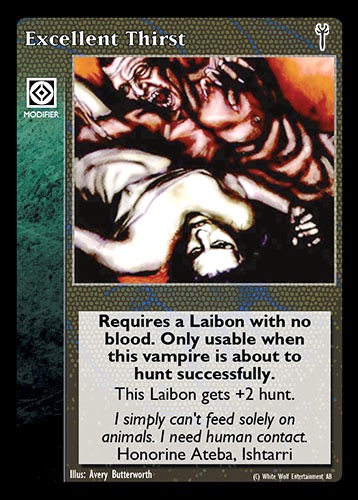 Excellent Thirst
MODIFIER
Requires a Laibon with no
blood. Only usable when
this vampire is about to
hunt successfully.
This Laibon gets +2 hunt.
I simply can't feed solely on
animals. I need human contact.
Honorine Ateba, Ishtarri
Illus: Avery Butterworth
(C) White Wolf Entertainment AB